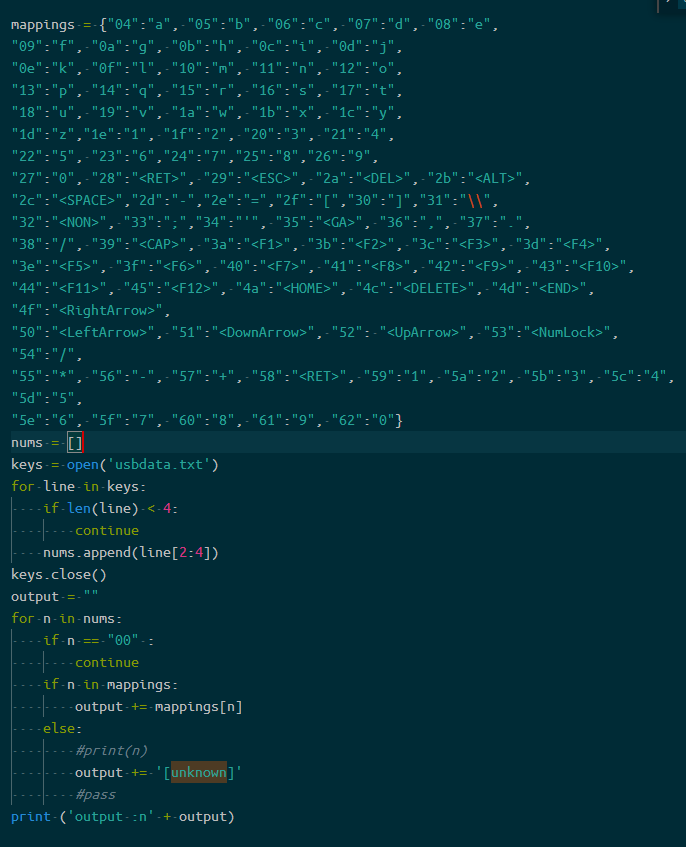 mappings = {"04":"a", "05":"b", "06":"c", "07":"d", "08":"e",
"09":"f", "0a":"g", "0b":"h", "0c":"i", "0d":"j",
"0e":"k", "0f":"l", "10":"m", "11":"n", "12":"o",
"13":"p", "14":"q", "15":"r", "16":"s", "17":"t",
"18":"u", "19":"v", "1a":"w", "1b":"x", "1c":"y",
"1d":"z","1e":"1", "1f":"2", "20":"3", "21":"4",
"22":"5", "23":"6","24":"7","25":"8","26":"9",
"27":"0", "28":"<RET>", "29":"<ESC>", "2a":"<DEL>", "2b":"<ALT>",
"2c":"<SPACE>","2d":"-","2e":"=","2f":"[","30":"]","31":"\\",
"32":"<NON>", "33":";","34":"'", "35":"<GA>", "36":",", "37":".",
"38":"/", "39":"<CAP>", "3a":"<F1>", "3b":"<F2>", "3c":"<F3>", "3d":"<F4>",
"3e":"<F5>", "3f":"<F6>", "40":"<F7>", "41":"<F8>", "42":"<F9>", "43":"<F10>",
"44":"<F11>", "45":"<F12>", "4a":"<HOME>", "4c":"<DELETE>", "4d":"<END>",
"4f":"<RightArrow>",
"50":"<LeftArrow>", "51":"<DownArrow>", "52": "<UpArrow>", "53":"<NumLock>",
"54":"/",
"55":"*", "56":"-", "57":"+", "58":"<RET>", "59":"1", "5a":"2", "5b":"3", "5c":"4",
"5d":"5",
"5e":"6", "5f":"7", "60":"8", "61":"9", "62":"0"}
nums = []
keys = open('usbdata.txt')
for line in keys:
    if len(line) < 4:
        continue
    nums.append(line[2:4])
keys.close()
output = ""
for n in nums:
    if n == "00" :
        continue
    if n in mappings:
        output += mappings[n]
    else:
        #print(n)
        output += '[unknown]'
        #pass
print ('output :n' + output)